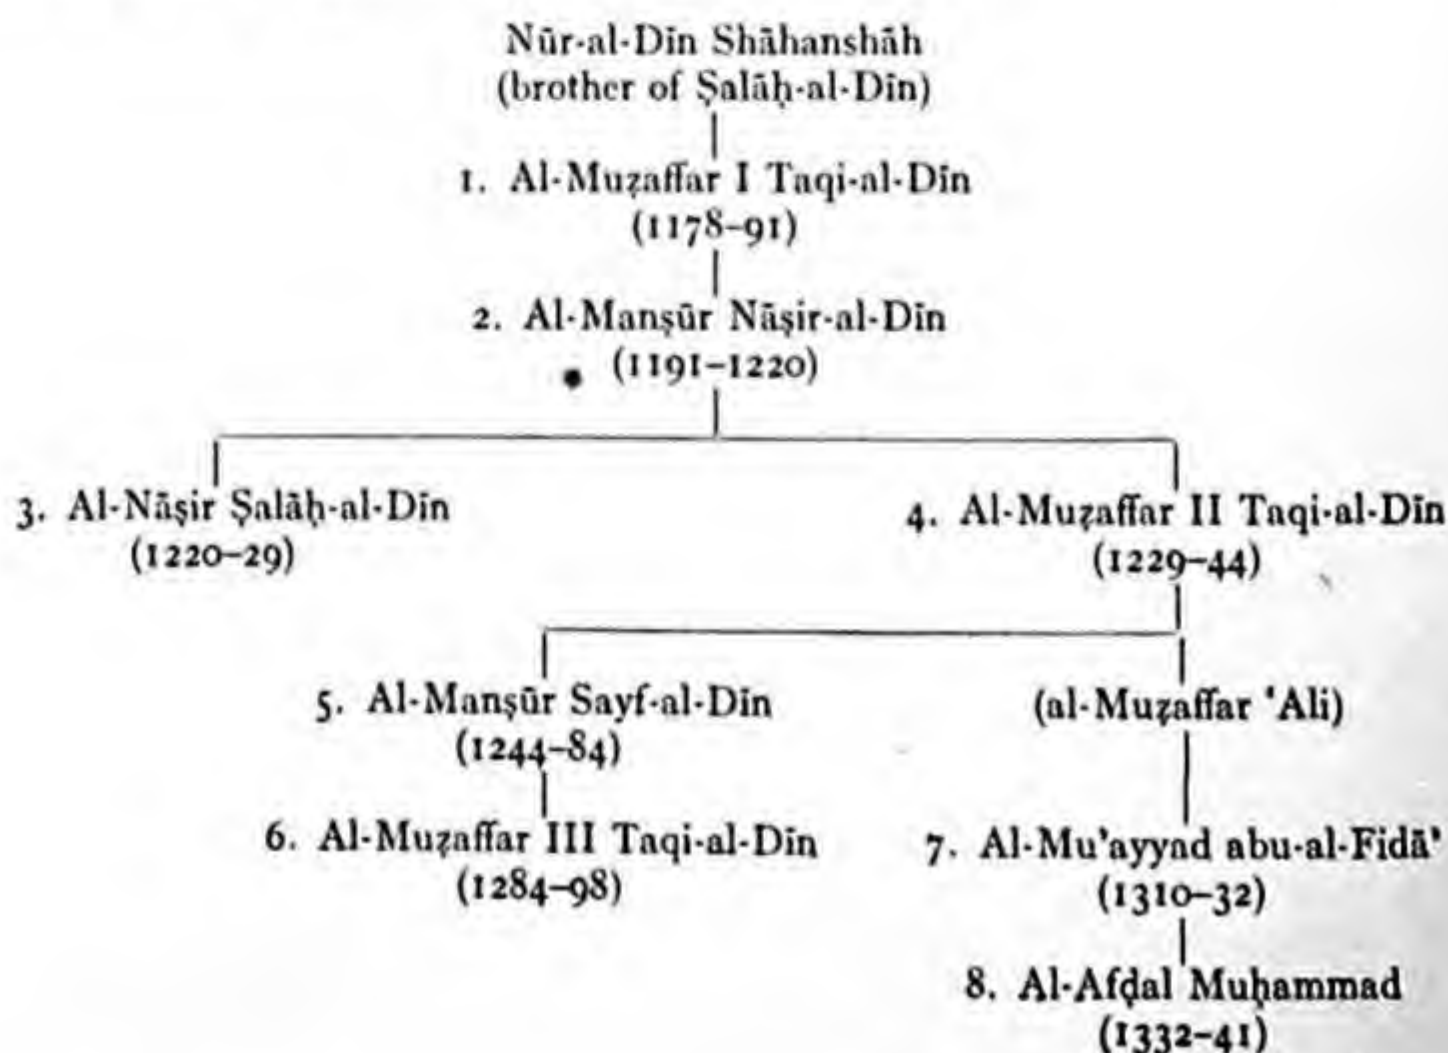 Nūr-al-Dīn Shāhanshāh
(brother of Ṣalāḥ-al-Dīn)
1. Al-Muẓaffar I Taqi-al-Dīn
(1178–91)
2. Al-Manṣūr Nāṣir-al-Dīn
(1191–1220)
3. Al-Nāṣir Ṣalāḥ-al-Dīn
(1220–29)
4. Al-Muẓaffar II Taqi-al-Dīn
(1229–44)
5. Al-Manṣūr Sayf-al-Dīn
(1244–84)
(al-Muẓaffar ‘Ali)
6. Al-Muẓaffar III Taqi-al-Dīn
(1284–98)
7. Al-Mu’ayyad abu-al-Fidā’
(1310–32)
8. Al-Afḍal Muḥammad
(1332–41)